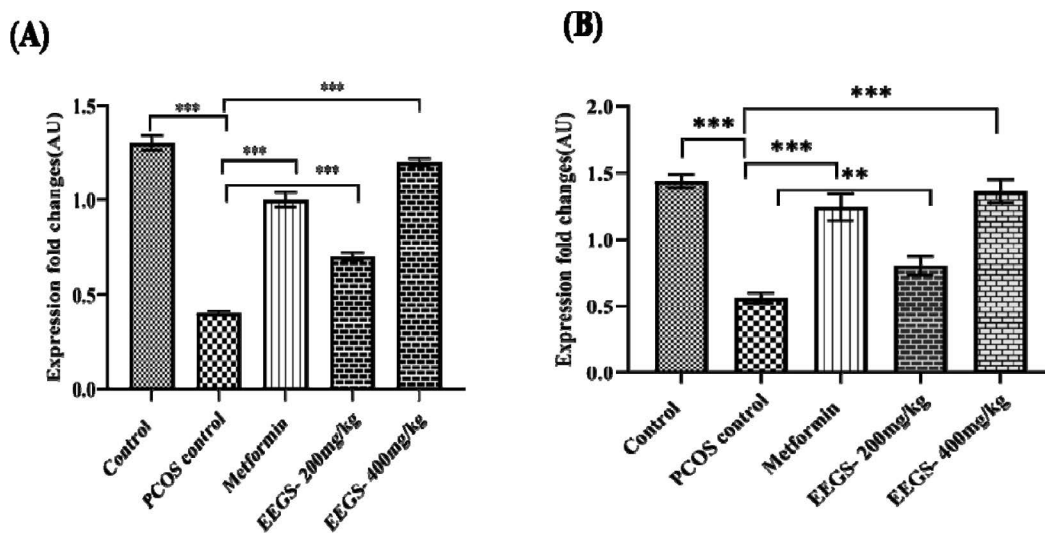 (A)
Expression fold changes(AU)
1.5
1.0
0.5
0.0
***
***
***
***
Control
PCOS control
Metformin
EEGS- 200mg/kg
EEGS- 400mg/kg
(B)
Expression fold changes(AU)
2.0
1.5
1.0
0.5
0.0
***
***
***
**
Control
PCOS control
Metformin
EEGS- 200mg/kg
EEGS- 400mg/kg